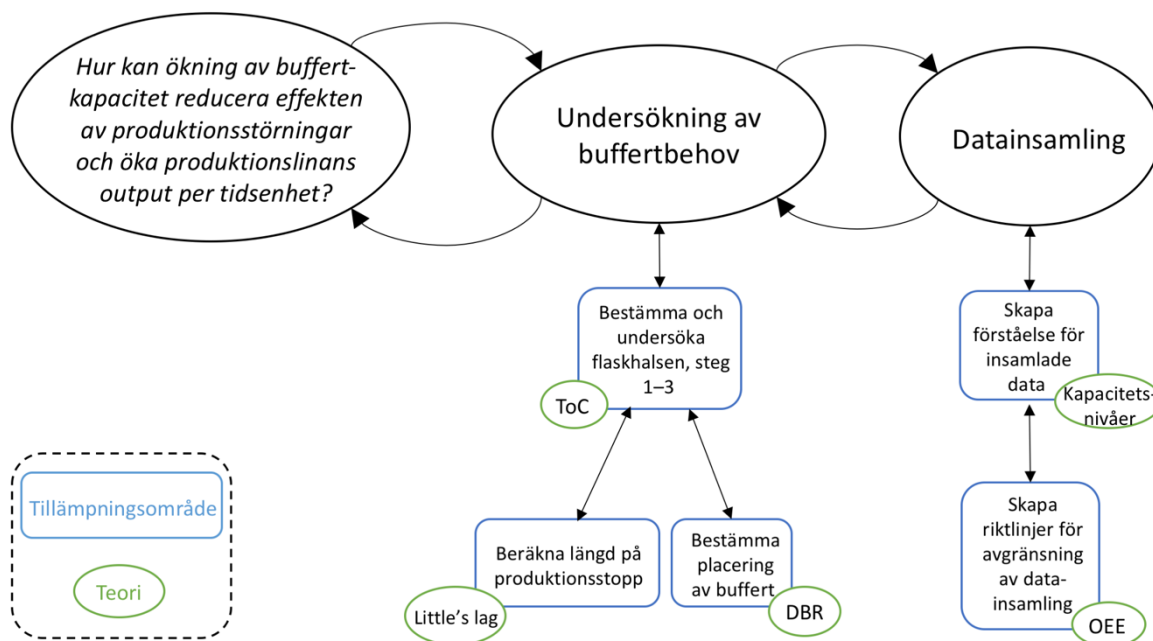 Hur kan ökning av buffert-
kapacitet reducera effekten
av produktionsstörningar
och öka produktionslinans
output per tidsenhet?
Undersökning av
buffertbehov
Datainsamling
Bestämma och
undersöka
flaskhalsen, steg
1–3
ToC
Skapa
förståelse för
insamlade
data
Kapacitets-
nivåer
Beräkna längd på
produktionsstopp
Little's lag
Bestämma
placering
av buffert
DBR
Skapa
riktlinjer för
avgränsning
av data-
insamling
OEE
Tillämpningsområde
Teori